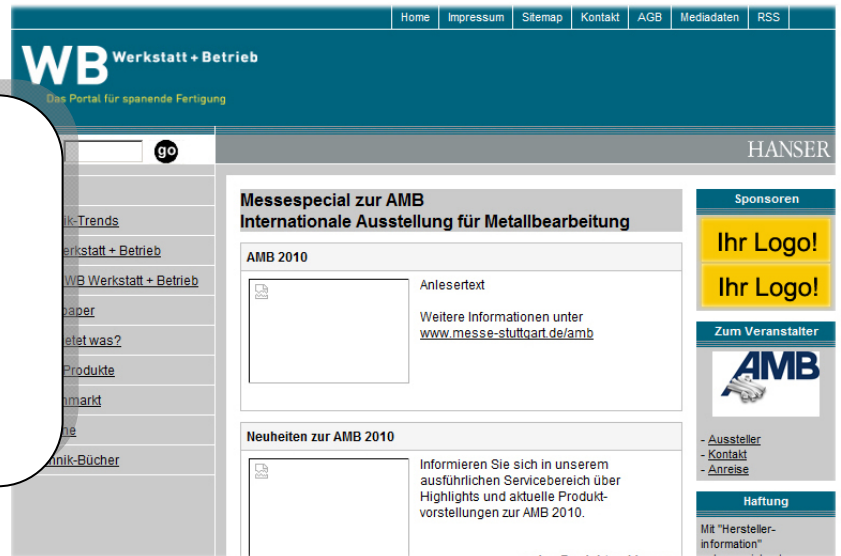 Home Impressum Sitemap Kontakt AGB Mediadaten RSS
WB Werkstatt + Betrieb
Das Portal für spanende Fertigung
go
HANSER
ik-Trends
erkstatt + Betrieb
WB Werkstatt + Betrieb
paper
etet was?
Produkte
nmarkt
ne
nnik-Bücher
Messespecial zur AMB
Internationale Ausstellung für Metallbearbeitung
AMB 2010
Anlesertext
Weitere Informationen unter
www.messe-stuttgart.de/amb
Neuheiten zur AMB 2010
Informieren Sie sich in unserem
ausführlichen Servicebereich über
Highlights und aktuelle Produkt-
vorstellungen zur AMB 2010.
Sponsoren
Ihr Logo!
Ihr Logo!
Zum Veranstalter
AMB
- Aussteller
- Kontakt
- Anreise
Haftung
Mit "Hersteller-
information"